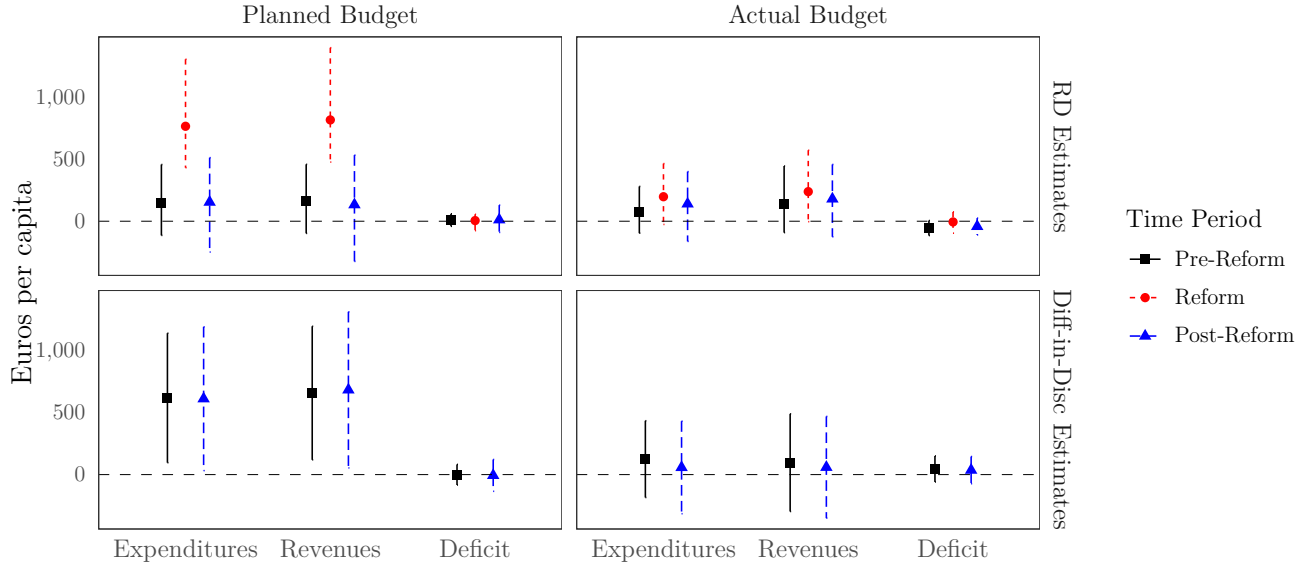 Planned Budget
Actual Budget
Euros per capita
1,000
500
0
RD Estimates
1,000
500
0
Diff-in-Disc Estimates
Expenditures
Revenues
Deficit
Expenditures
Revenues
Deficit
Time Period
Pre-Reform
Reform
Post-Reform